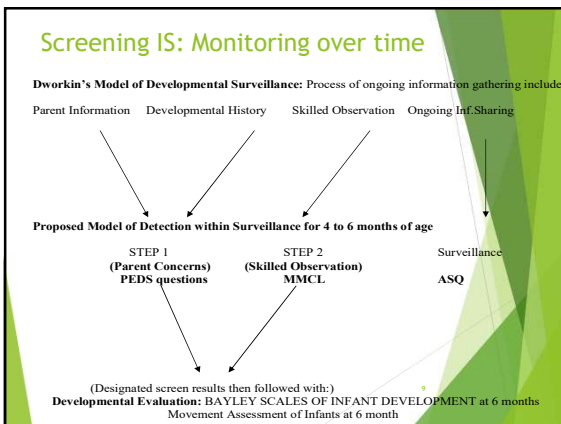 Screening IS: Monitoring over time
Dworkin's Model of Developmental Surveillance: Process of ongoing information gathering include
Parent Information Developmental History Skilled Observation Ongoing Inf.Sharing
Proposed Model of Detection within Surveillance for 4 to 6 months of age
STEP 1 STEP 2 Surveillance
(Parent Concerns) (Skilled Observation)
PEDS questions MMCL ASQ
9
(Designated screen results then followed with:)
Developmental Evaluation: BAYLEY SCALES OF INFANT DEVELOPMENT at 6 months
Movement Assessment of Infants at 6 month